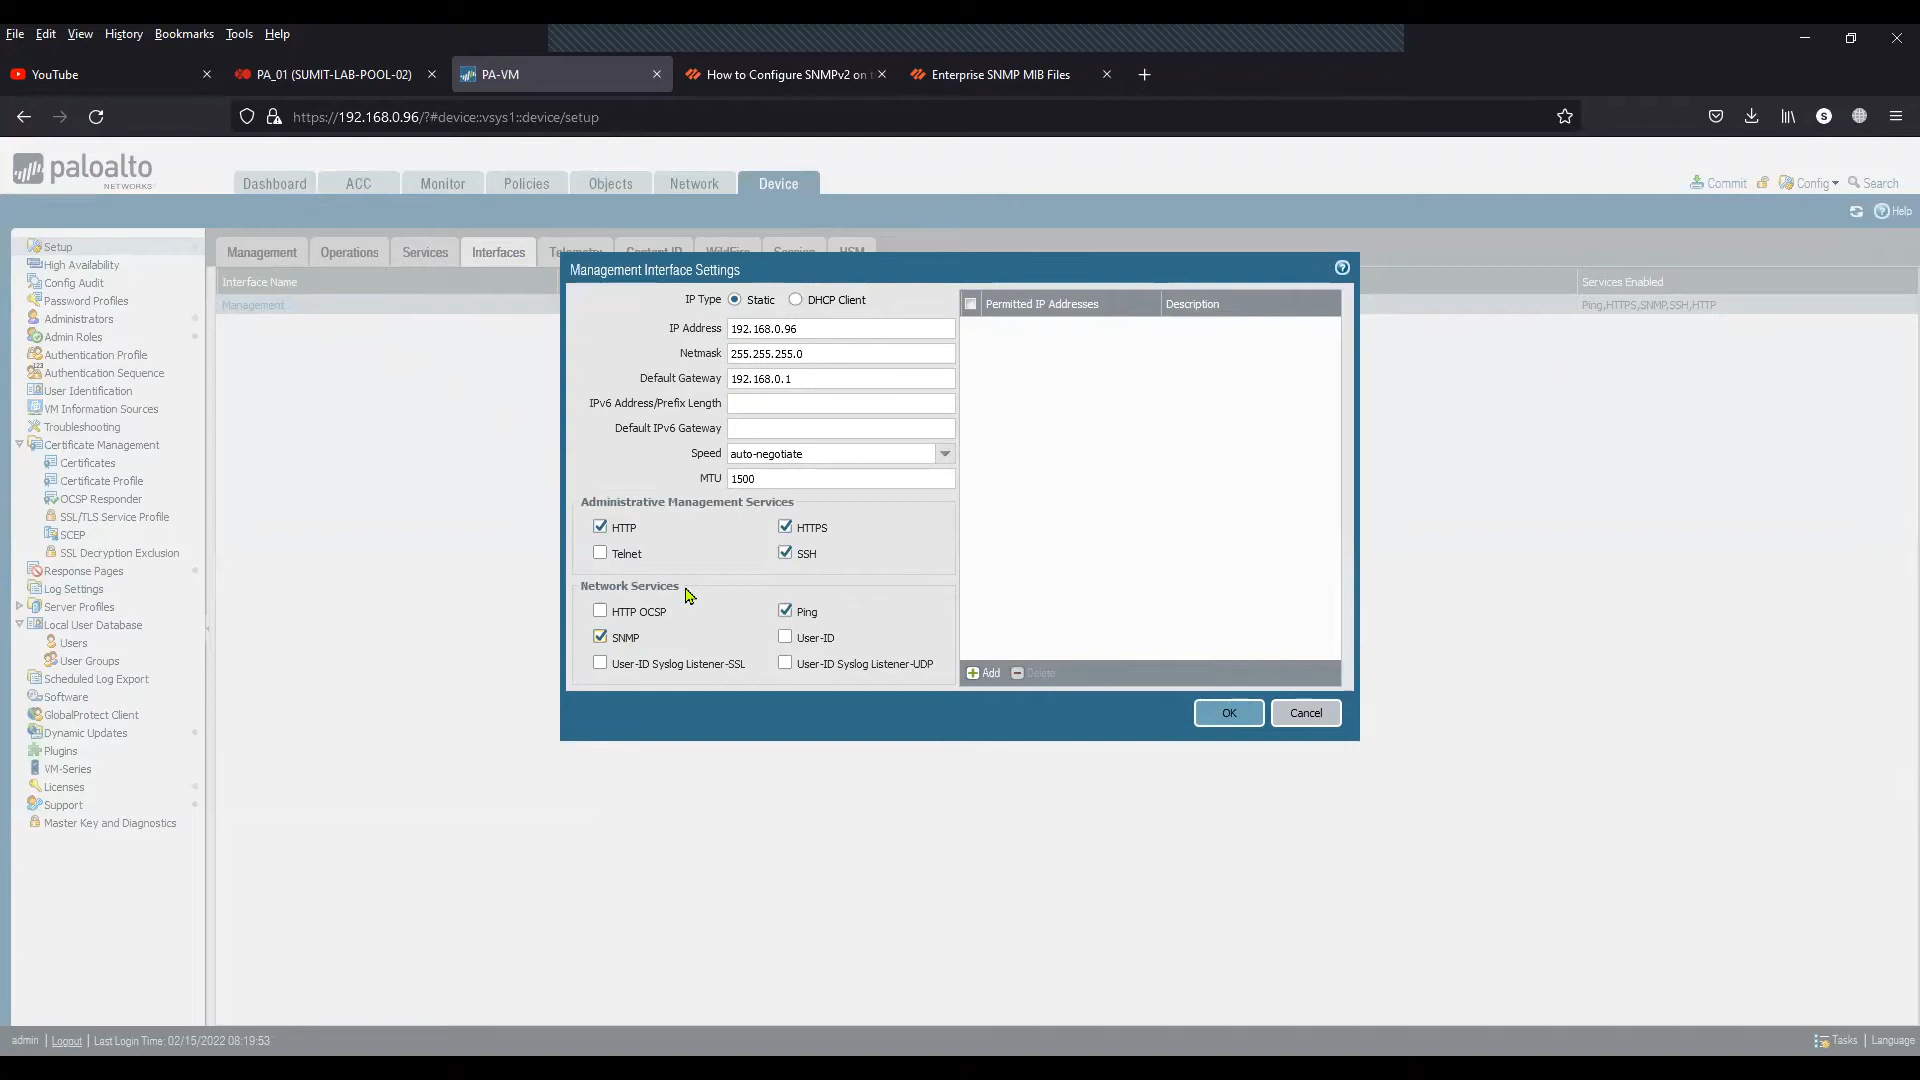 File Edit View History Bookmarks Tools Help
YouTube
PA_01 (SUMIT-LAB-POOL-02)
PA-VM
How to Configure SNMPv2 on
Enterprise SNMP MIB Files
https://192.168.0.96/?#device::vsys1::device/setup
S
paloalto
NETWORKS
Dashboard ACC Monitor Policies Objects Network Device
Commit Config Search
Help
Setup
High Availability
Config Audit
Password Profiles
Administrators
Admin Roles
Authentication Profile
Authentication Sequence
User Identification
VM Information Sources
Troubleshooting
Certificate Management
Certificates
Certificate Profile
OCSP Responder
SSL/TLS Service Profile
SCEP
SSL Decryption Exclusion
Response Pages
Log Settings
Server Profiles
Local User Database
Users
User Groups
Scheduled Log Export
Software
GlobalProtect Client
Dynamic Updates
Plugins
VM-Series
Licenses
Support
Master Key and Diagnostics
Management Operations Services Interfaces Telemetry Content-ID WildFire Session HSM
Interface Name
Services Enabled
Management
Ping,HTTPS,SNMP,SSH,HTTP
Management Interface Settings
IP Type Static DHCP Client
IP Address 192.168.0.96
Netmask 255.255.255.0
Default Gateway 192.168.0.1
IPv6 Address/Prefix Length
Default IPv6 Gateway
Speed auto-negotiate
MTU 1500
Administrative Management Services
HTTP HTTPS
Telnet SSH
Network Services
HTTP OCSP Ping
SNMP User-ID
User-ID Syslog Listener-SSL User-ID Syslog Listener-UDP
Permitted IP Addresses Description
Add Delete
OK Cancel
admin | Logout | Last Login Time: 02/15/2022 08:19:53
Tasks | Language